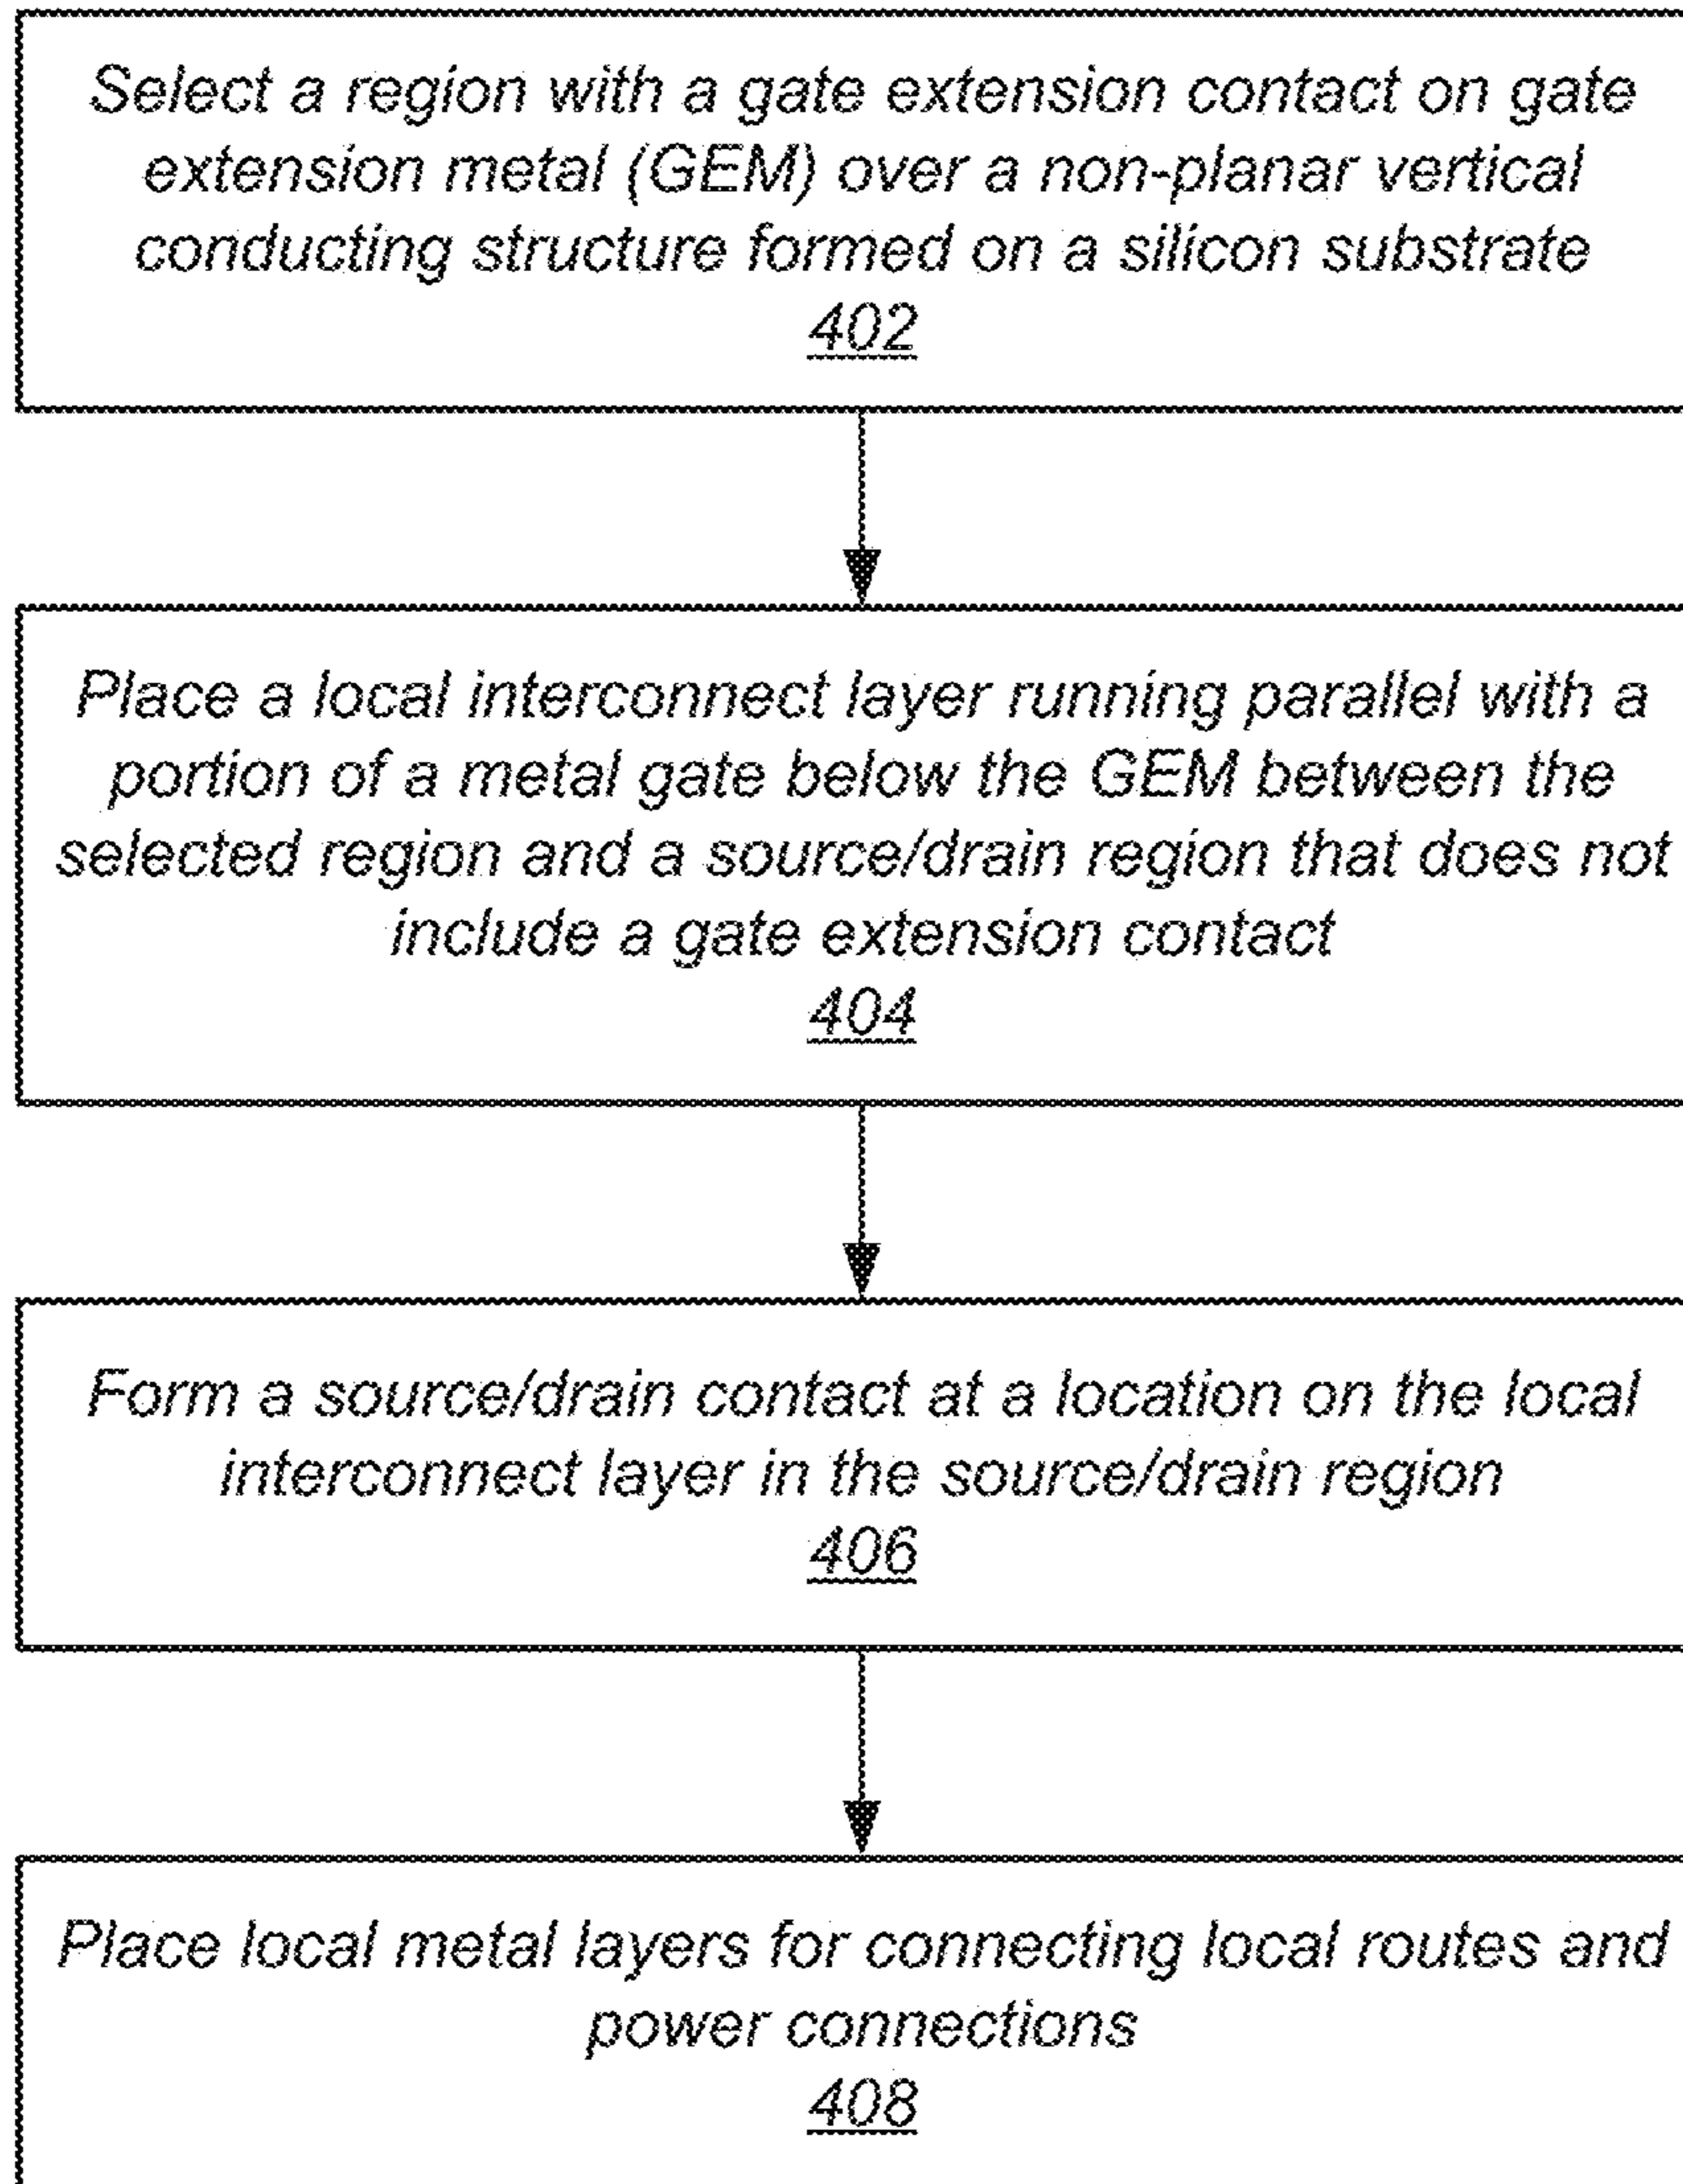 Select a region with a gate extension contact on gate
extension metal (GEM) over a non-planar vertical
conducting structure formed on a silicon substrate
402
Place a local interconnect layer running parallel with a
portion of a metal gate below the GEM between the
selected region and a source/drain region that does not
include a gate extension contact
404
Form a source/drain contact at a location on the local
interconnect layer in the source/drain region
406
Place local metal layers for connecting local routes and
power connections
408